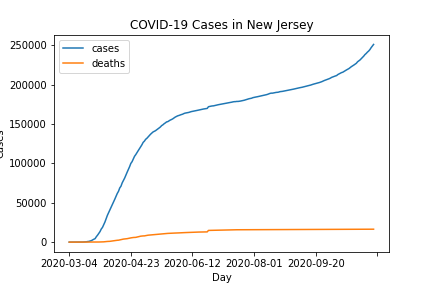 COVID-19 Cases in New Jersey
250000
200000
150000
100000
50000
0
cases
deaths
cases
2020-03-04 2020-04-23 2020-06-12 2020-08-01 2020-09-20
Day